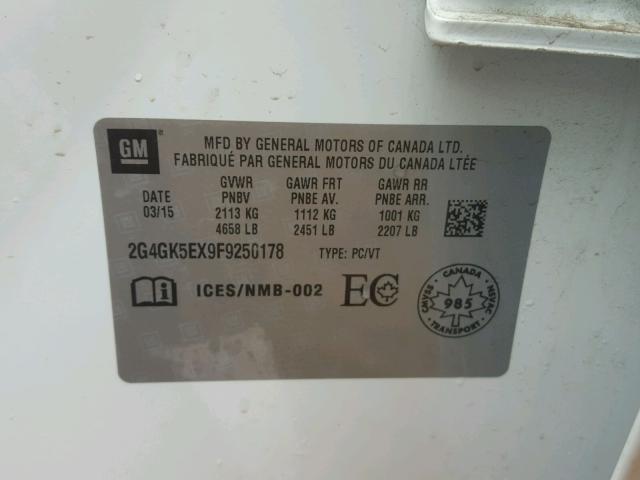 GM
MFD BY GENERAL MOTORS OF CANADA LTD.
FABRIQUÉ PAR GENERAL MOTORS DU CANADA LTÉE
GVWR GAWR FRT GAWR RR
DATE PNBV PNBE AV. PNBE ARR.
03/15 2113 KG 1112 KG 1001 KG
4658 LB 2451 LB 2207 LB
2G4GK5EX9F9250178 TYPE: PC/VT
ICES/NMB-002 EC
CANADA
CMVSS 985 NSVAC
TRANSPORT